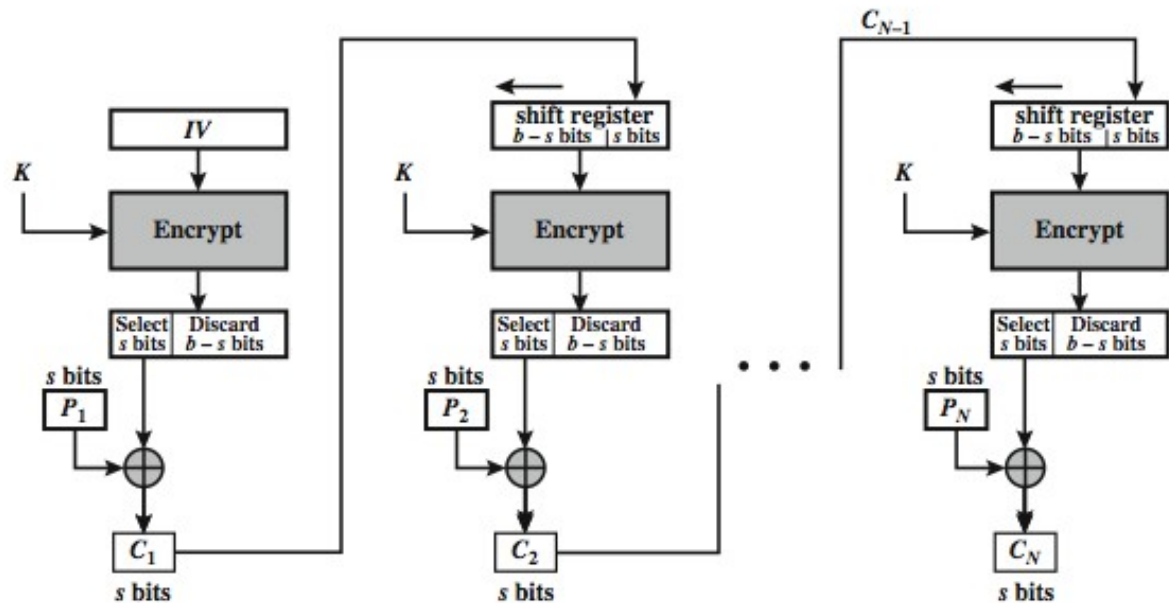 C_{N-1}
IV
shift register
b – s bits | s bits
shift register
b – s bits | s bits
K
K
K
Encrypt
Encrypt
Encrypt
Select
s bits
Discard
b – s bits
Select
s bits
Discard
b – s bits
Select
s bits
Discard
b – s bits
• • •
s bits
P_1
s bits
P_2
s bits
P_N
C_1
s bits
C_2
s bits
C_N
s bits